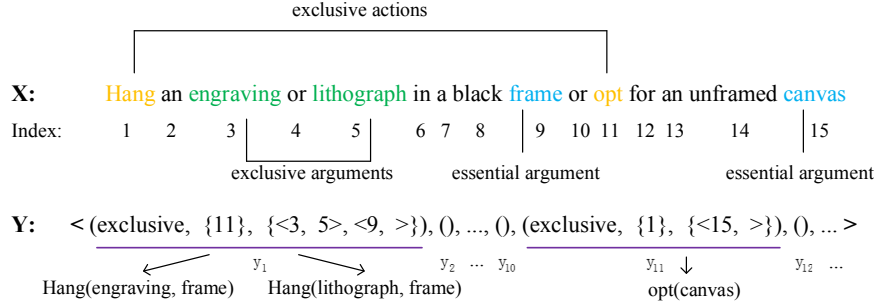 exclusive actions
X: Hang an engraving or lithograph in a black frame or opt for an unframed canvas
Index: 1 2 3 4 5 6 7 8 9 10 11 12 13 14 15
exclusive arguments essential argument essential argument
Y: < (exclusive, {11}, {<3, 5>, <9, >}), (), ..., (), (exclusive, {1}, {<15, >}), (), ... >
y₁ y₂ ... y₁₀ y₁₁ y₁₂ ...
Hang(engraving, frame) Hang(lithograph, frame) opt(canvas)